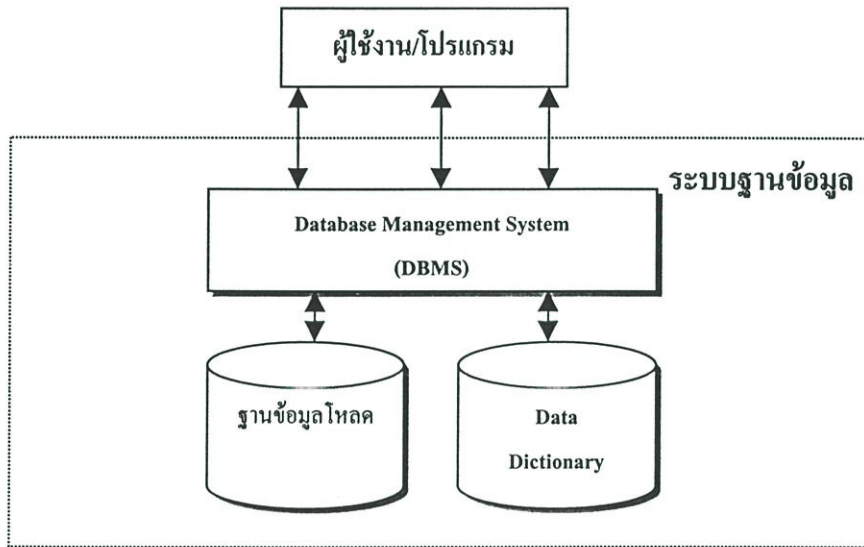 ผู้ใช้งาน/โปรแกรม
ระบบฐานข้อมูล
Database Management System
(DBMS)
ฐานข้อมูลโหลด
Data
Dictionary